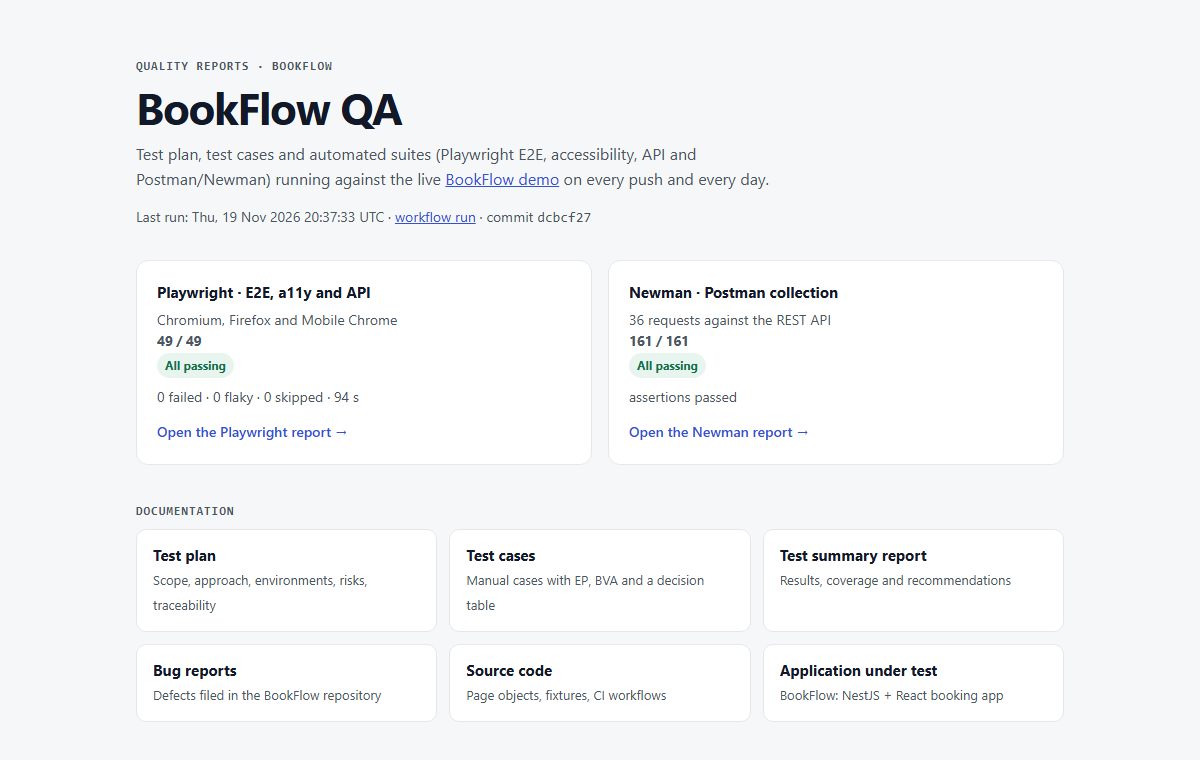 QUALITY REPORTS · BOOKFLOW
BookFlow QA
Test plan, test cases and automated suites (Playwright E2E, accessibility, API and
Postman/Newman) running against the live BookFlow demo on every push and every day.
Last run: Thu, 19 Nov 2026 20:37:33 UTC · workflow run · commit dcbcf27
Playwright · E2E, a11y and API
Chromium, Firefox and Mobile Chrome
49 / 49
All passing
0 failed · 0 flaky · 0 skipped · 94 s
Open the Playwright report →
Newman · Postman collection
36 requests against the REST API
161 / 161
All passing
assertions passed
Open the Newman report →
DOCUMENTATION
Test plan
Scope, approach, environments, risks,
traceability
Test cases
Manual cases with EP, BVA and a decision
table
Test summary report
Results, coverage and recommendations
Bug reports
Defects filed in the BookFlow repository
Source code
Page objects, fixtures, CI workflows
Application under test
BookFlow: NestJS + React booking app